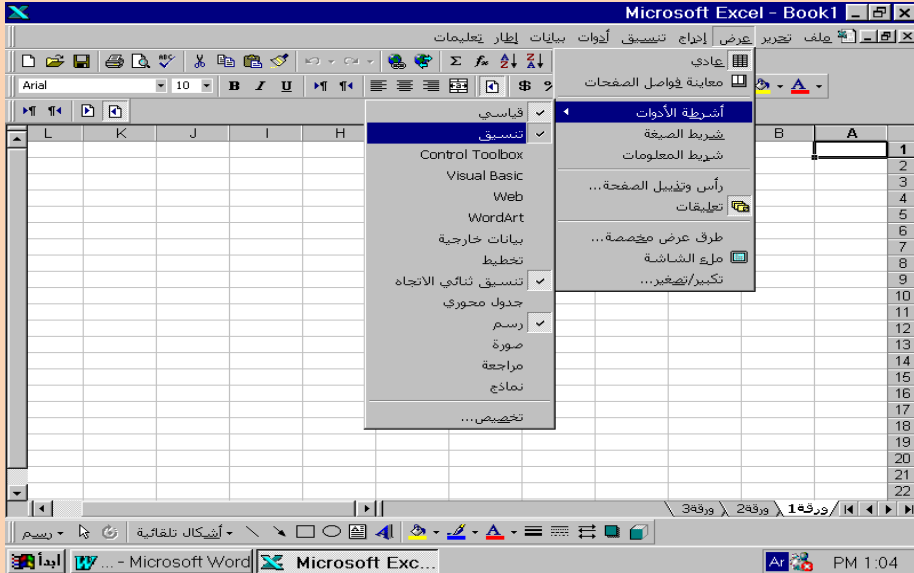 Microsoft Excel - Book1
ملف تحرير عرض إدراج تنسيق أدوات بيانات إطار تعليمات
Arial 10 B I U $ 9
عادي
معاينة فواصل الصفحات
أشرطة الأدوات
شريط الصيغة
شريط المعلومات
رأس وتذييل الصفحة...
تعليقات
طرق عرض مخصصة...
ملء الشاشة
تكبير/تصغير...
قياسي
تنسيق
Control Toolbox
Visual Basic
Web
WordArt
بيانات خارجية
تخطيط
تنسيق ثنائي الاتجاه
جدول محوري
رسم
صورة
مراجعة
نماذج
تخصيص...
L K J I H B A
1
2
3
4
5
6
7
8
9
10
11
12
13
14
15
16
17
18
19
20
21
22
ورقة1 ورقة2 ورقة3
رسم أشكال تلقائية
ابدأ ... - Microsoft Word Microsoft Exc... Ar PM 1:04